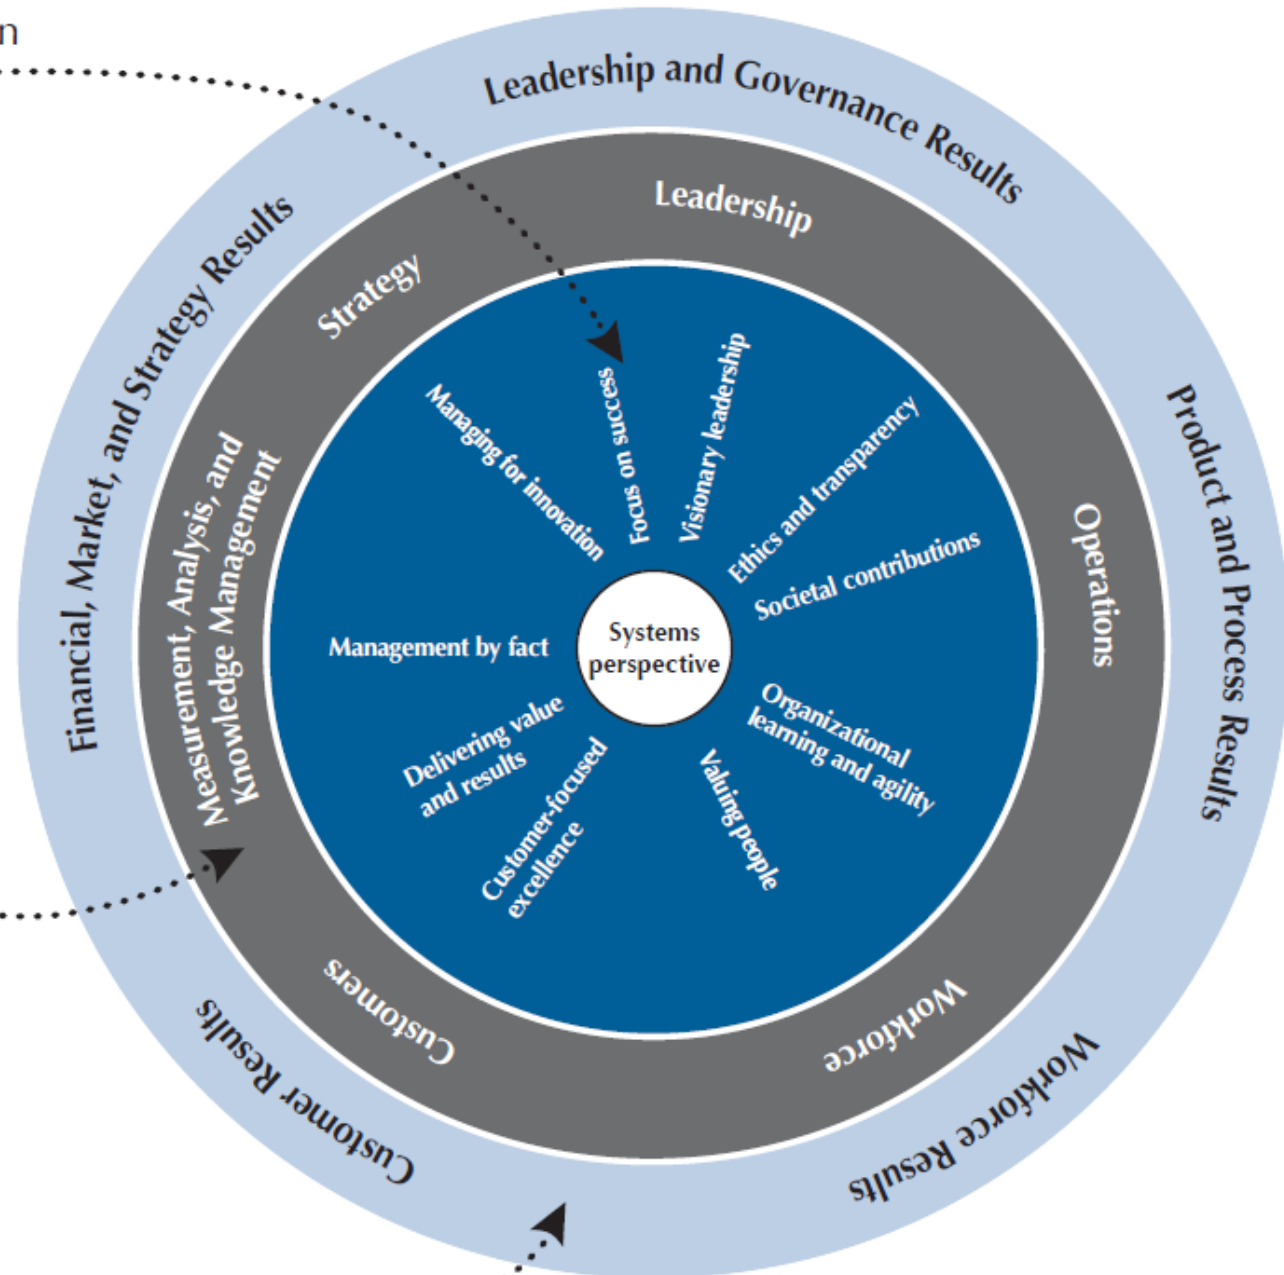 n
Leadership and Governance Results
Product and Process Results
Workforce Results
Customer Results
Financial, Market, and Strategy Results
Leadership
Operations
Workforce
Customers
Measurement, Analysis, and
Knowledge Management
Strategy
Focus on success
Visionary leadership
Ethics and transparency
Societal contributions
Organizational
learning and agility
Valuing people
Customer-focused
excellence
Delivering value
and results
Management by fact
Managing for innovation
Systems
perspective